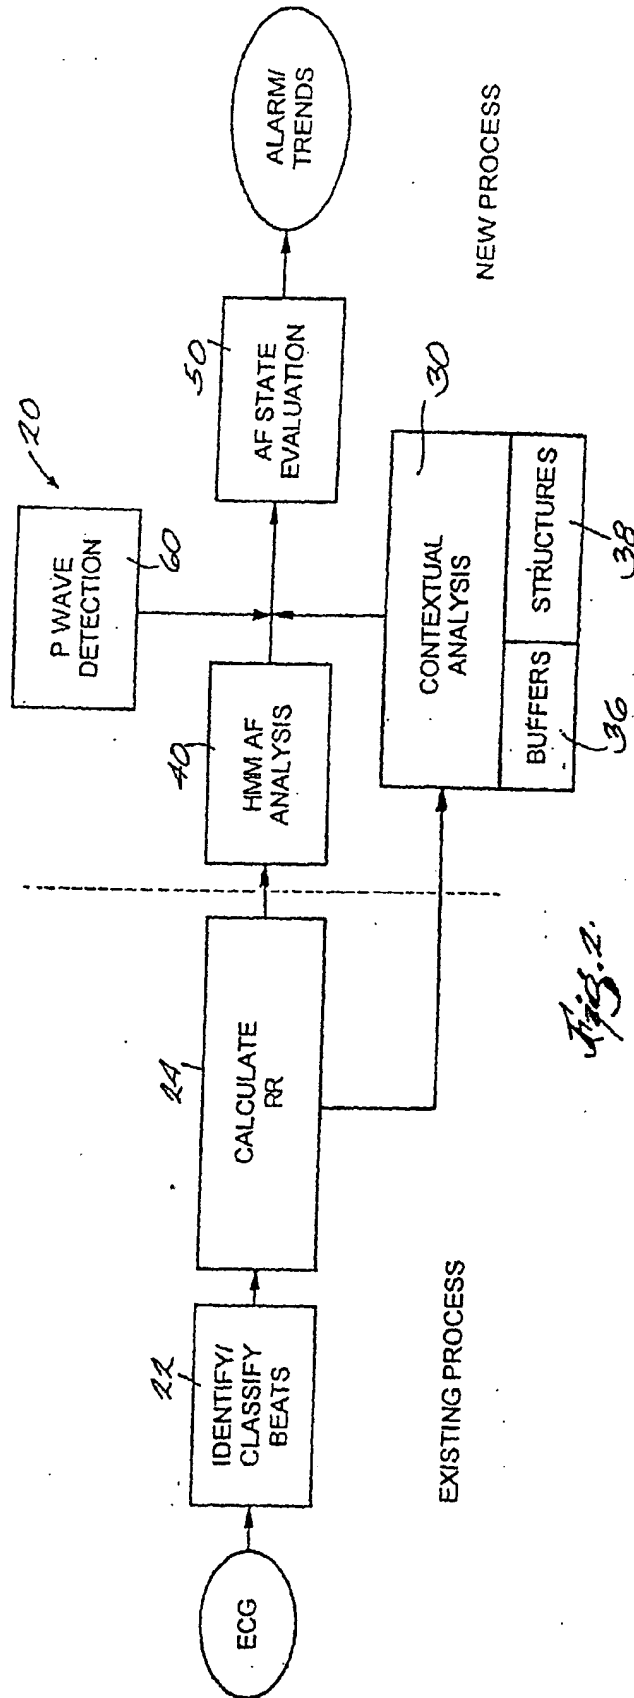 20
ECG
22
IDENTIFY/
CLASSIFY
BEATS
24
CALCULATE
RR
40
HMM AF
ANALYSIS
P WAVE
DETECTION
60
50
AF STATE
EVALUATION
ALARM/
TRENDS
CONTEXTUAL
ANALYSIS
30
BUFFERS
36
STRUCTURES
38
EXISTING PROCESS
NEW PROCESS
Fig. 2.